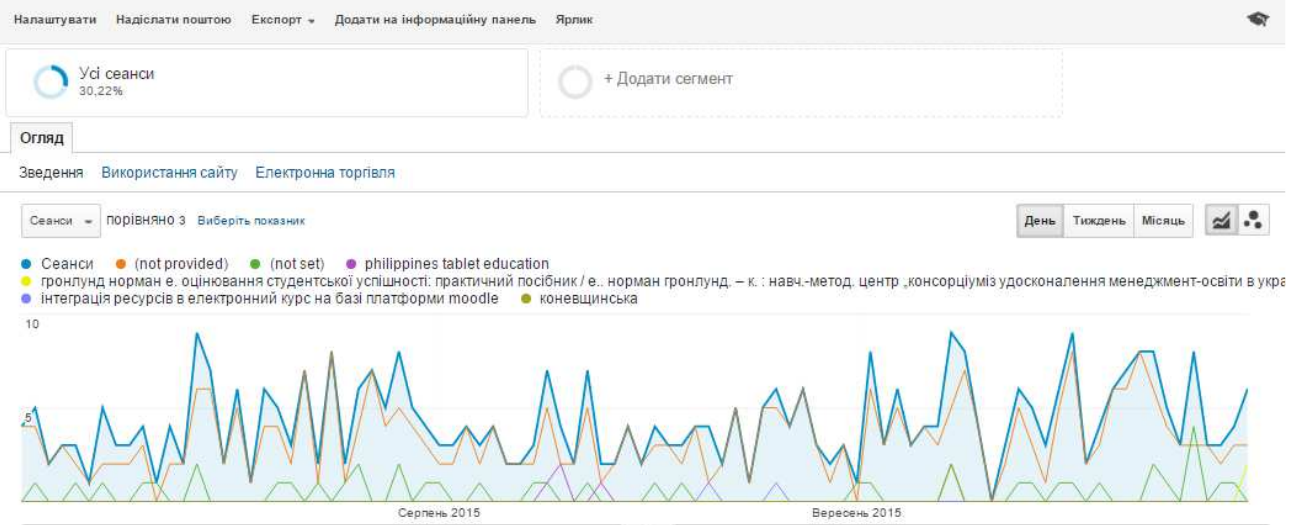 Налаштувати Надіслати поштою Експорт Додати на інформаційну панель Ярлик
Усі сеанси
30,22%
+ Додати сегмент
Огляд
Зведення Використання сайту Електронна торгівля
Сеанси порівняно з Виберіть показник
День Тиждень Місяць
Сеанси (not provided) (not set) philippines tablet education
гронлунд норман е. оцінювання студентської успішності: практичний посібник / е.. норман гронлунд. – к. : навч.-метод. центр „консорціуміз удосконалення менеджмент-освіти в укра
інтеграція ресурсів в електронний курс на базі платформи moodle коневщинська
10
5
Серпень 2015 Вересень 2015